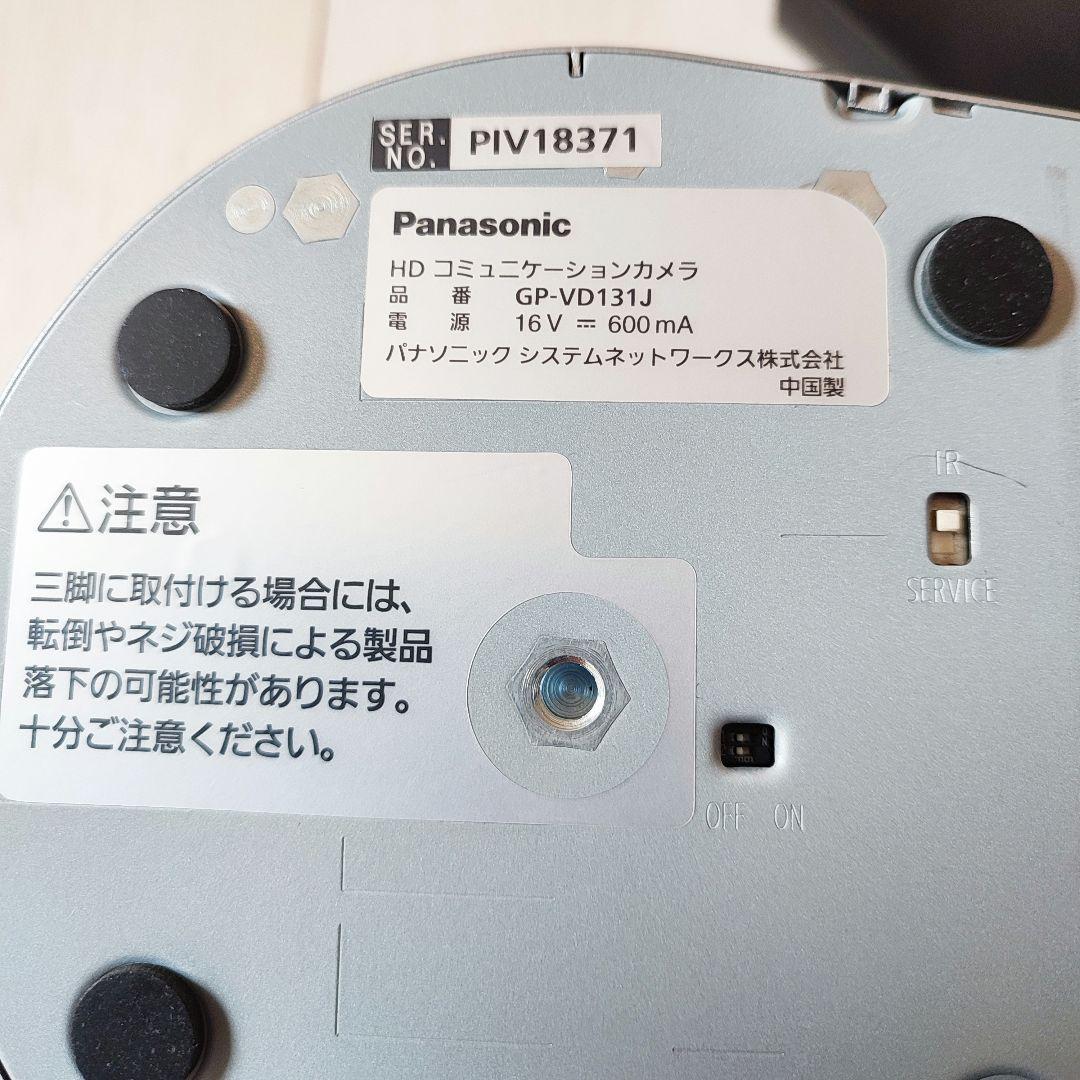 SER. NO. PIV18371
Panasonic
HD コミュニケーションカメラ
品 番 GP-VD131J
電 源 16V ⎓ 600mA
パナソニック システムネットワークス株式会社
中国製
IR
SERVICE
⚠注意
三脚に取付ける場合には、
転倒やネジ破損による製品
落下の可能性があります。
十分ご注意ください。
OFF ON